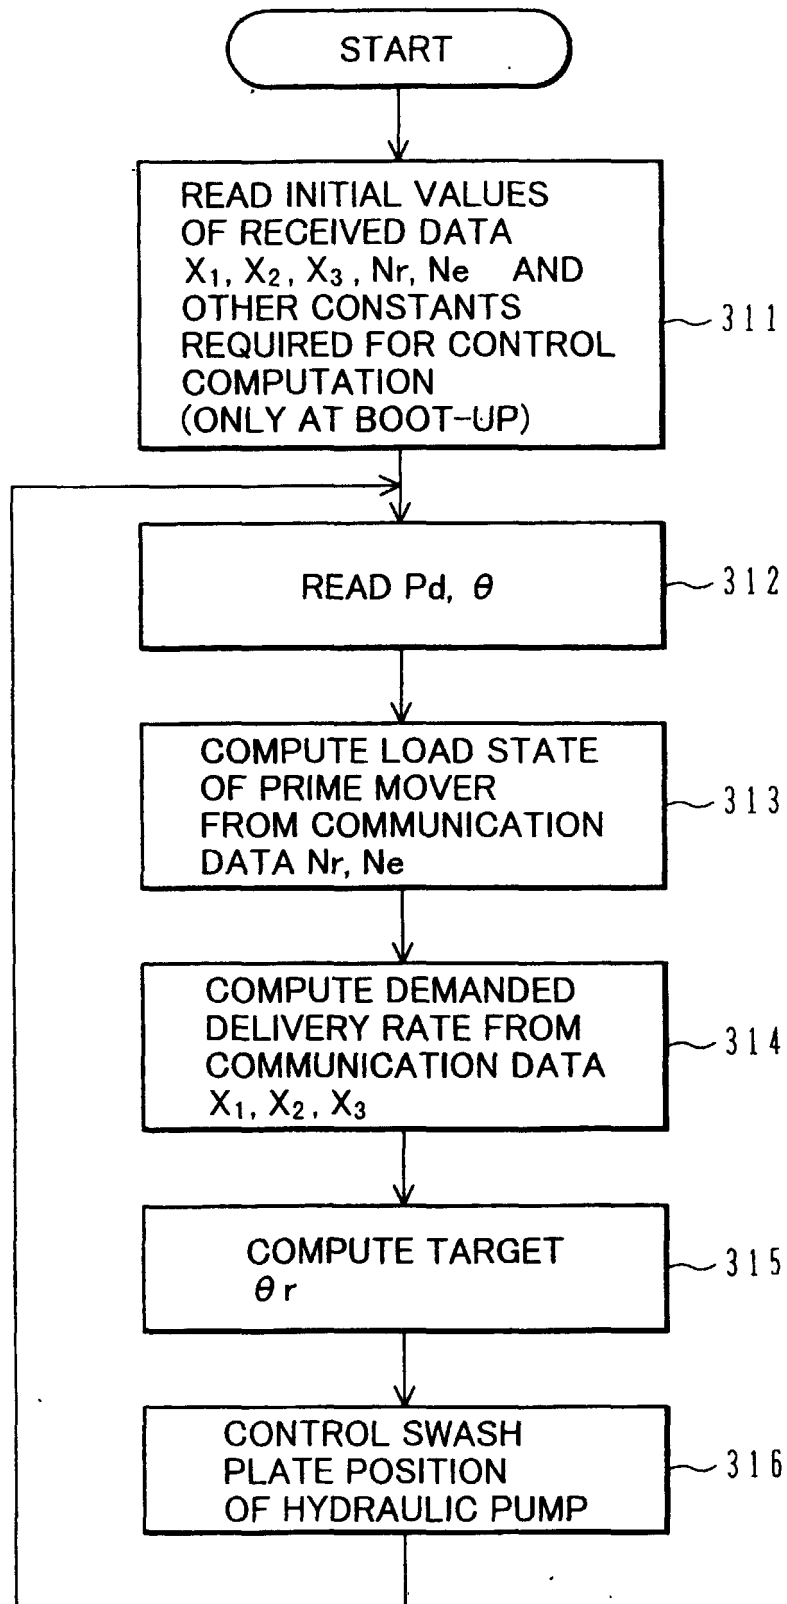 START
READ INITIAL VALUES
OF RECEIVED DATA
X₁, X₂, X₃, Nr, Ne AND
OTHER CONSTANTS
REQUIRED FOR CONTROL
COMPUTATION
(ONLY AT BOOT-UP)
311
READ Pd, θ
312
COMPUTE LOAD STATE
OF PRIME MOVER
FROM COMMUNICATION
DATA Nr, Ne
313
COMPUTE DEMANDED
DELIVERY RATE FROM
COMMUNICATION DATA
X₁, X₂, X₃
314
COMPUTE TARGET
θr
315
CONTROL SWASH
PLATE POSITION
OF HYDRAULIC PUMP
316